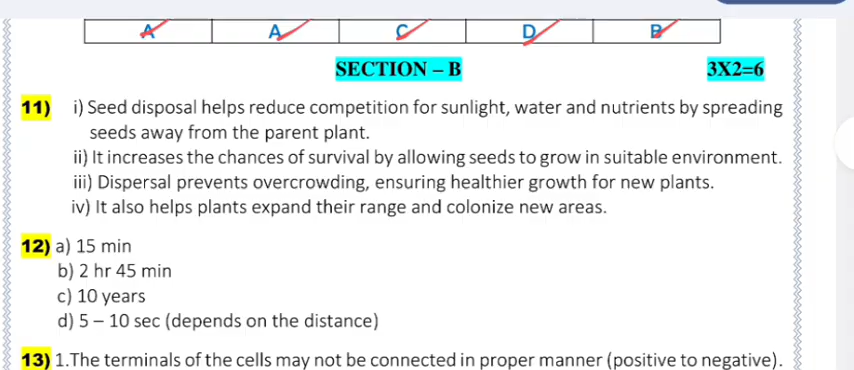 A A C D B
SECTION – B 3X2=6
11) i) Seed disposal helps reduce competition for sunlight, water and nutrients by spreading
seeds away from the parent plant.
ii) It increases the chances of survival by allowing seeds to grow in suitable environment.
iii) Dispersal prevents overcrowding, ensuring healthier growth for new plants.
iv) It also helps plants expand their range and colonize new areas.
12) a) 15 min
b) 2 hr 45 min
c) 10 years
d) 5 – 10 sec (depends on the distance)
13) 1.The terminals of the cells may not be connected in proper manner (positive to negative).